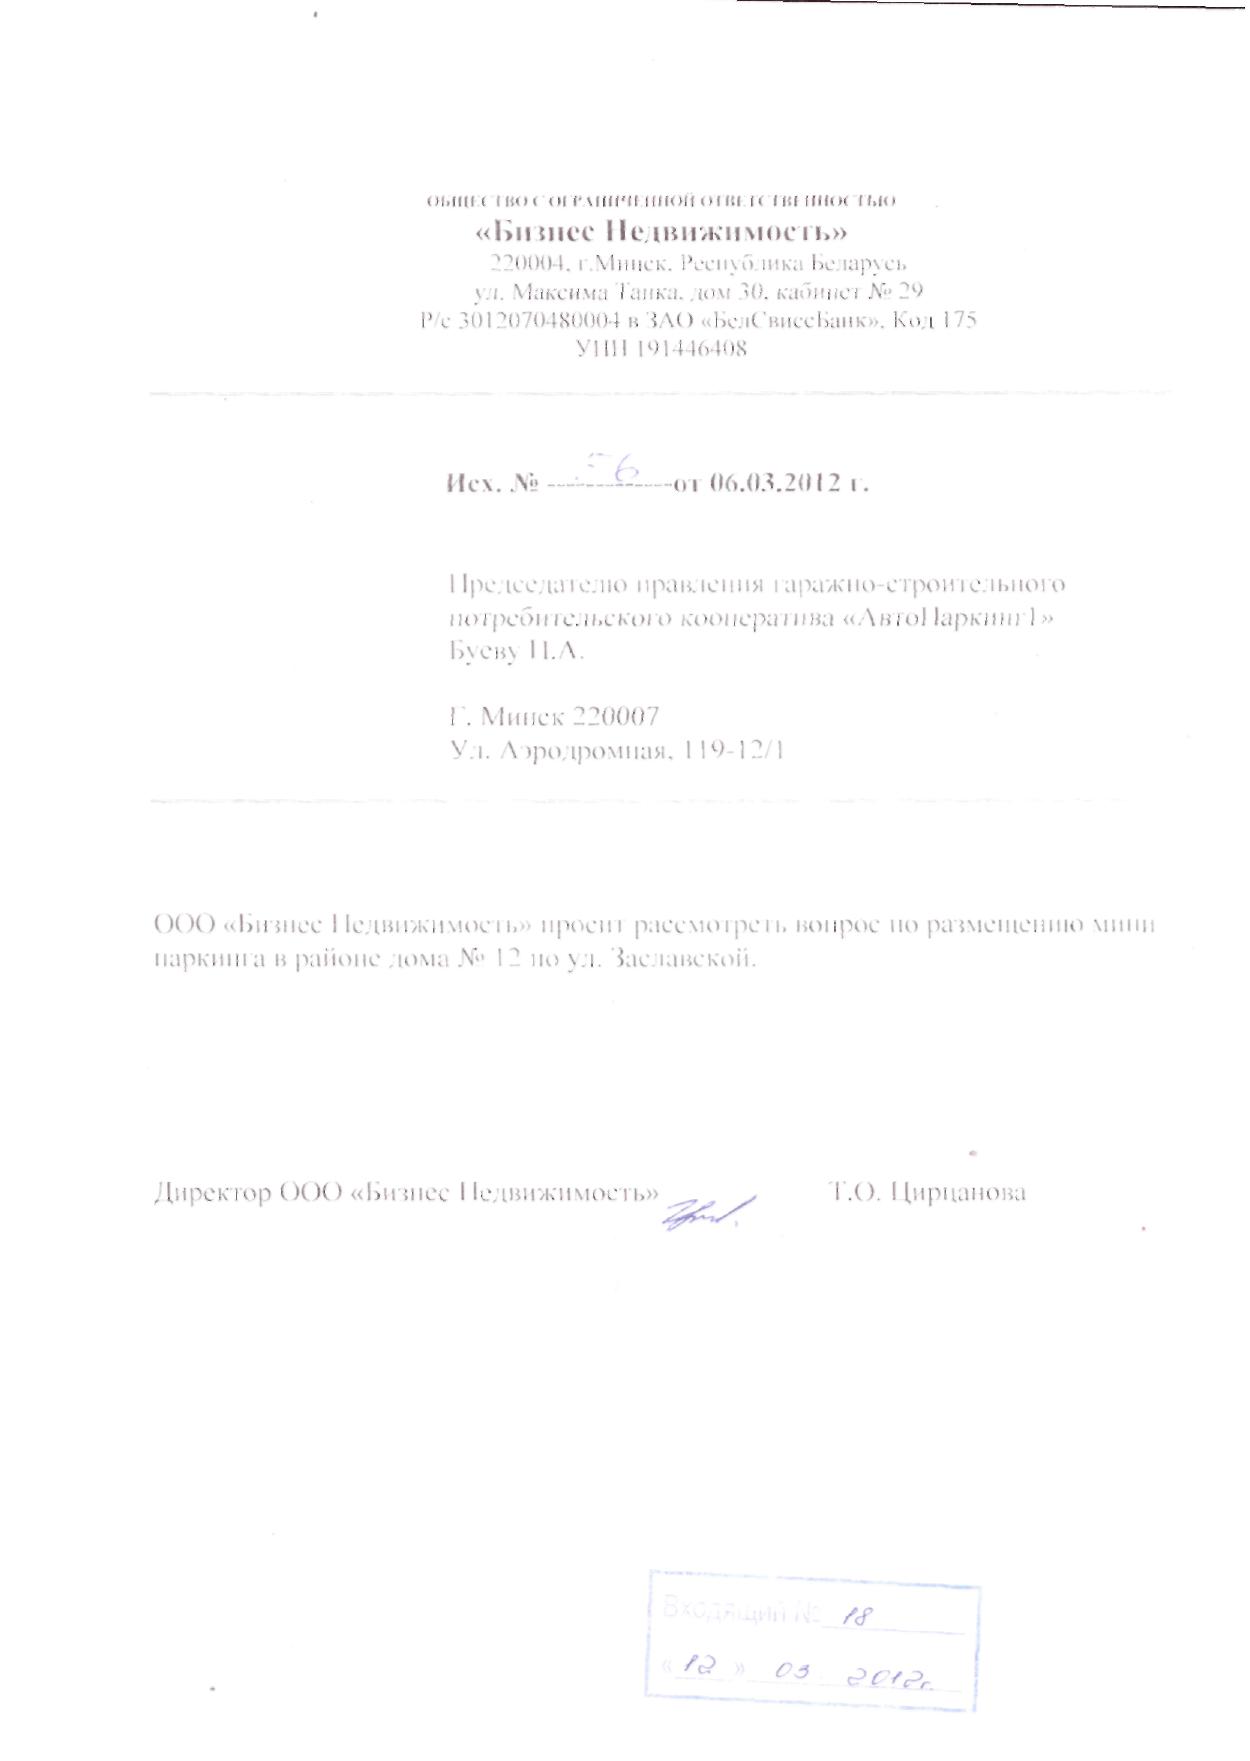 ОБЩЕСТВО С ОГРАНИЧЕННОЙ ОТВЕТСТВЕННОСТЬЮ
«Бизнес Недвижимость»
220004, г.Минск, Республика Беларусь
ул. Максима Танка, дом 30, кабинет № 29
Р/с 3012070480004 в ЗАО «БелСвиссБанк», Код 175
УНП 191446408
Исх. № от 06.03.2012 г.
Председателю правления гаражно-строительного
потребительского кооператива «АвтоПаркинг1»
Буеву П.А.
Г. Минск 220007
Ул. Аэродромная, 119-12/1
ООО «Бизнес Недвижимость» просит рассмотреть вопрос по размещению мини
паркинга в районе дома № 12 по ул. Заславской.
Директор ООО «Бизнес Недвижимость» Т.О. Цирцанова
Входящий № 18
«12» 03 2012г.